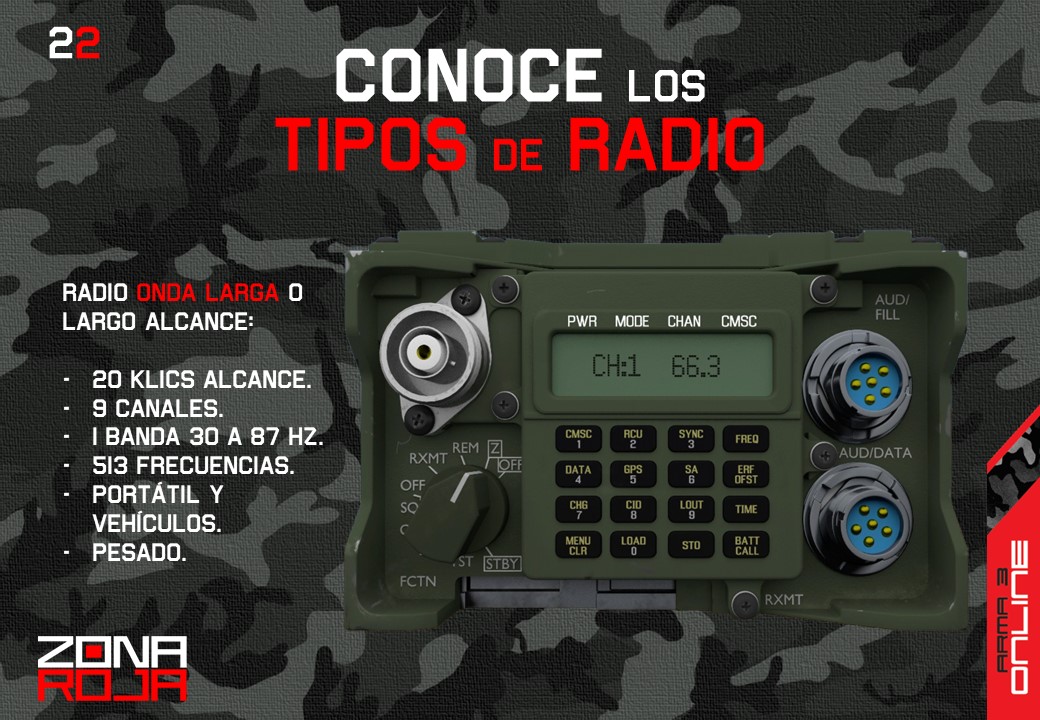 22
CONOCE LOS
TIPOS DE RADIO
RADIO ONDA LARGA O
LARGO ALCANCE:
- 20 KLICS ALCANCE.
- 9 CANALES.
- 1 BANDA 30 A 87 HZ.
- 513 FRECUENCIAS.
- PORTÁTIL Y
VEHÍCULOS.
- PESADO.
PWR MODE CHAN CMSC
CH:1 66.3
CMSC 1
RCU 2
SYNC 3
FREQ
DATA 4
GPS 5
SA 6
ERF OFST
CHG 7
CID 8
LOUT 9
TIME
MENU CLR
LOAD 0
STO
BATT CALL
AUD/
FILL
AUD/DATA
RXMT
REM
Z
OFF
RXMT
OFF
SQ
ST
STBY
FCTN
ZONA
ROJA
ARMA 3
ONLINE